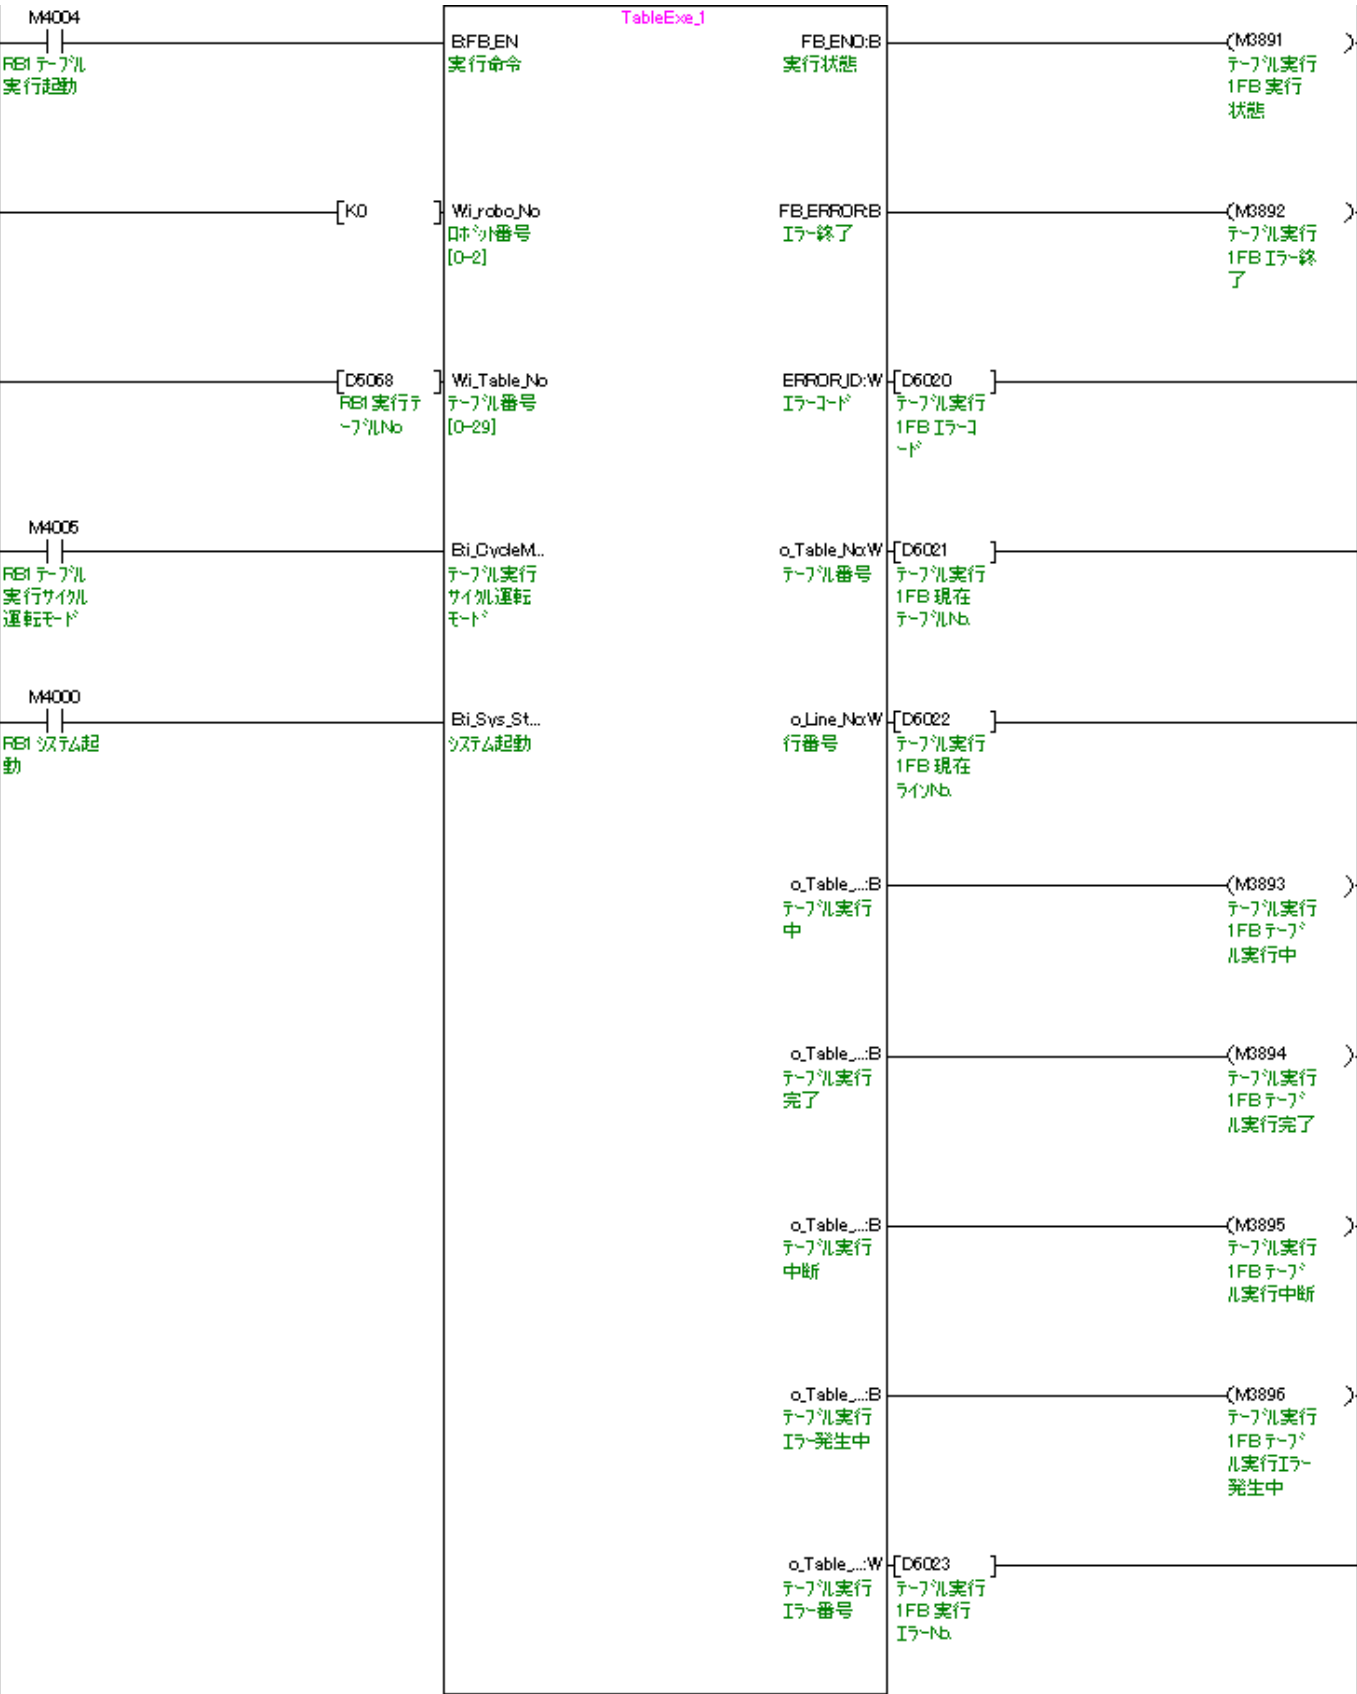 TableExe_1
M4004
RB1 ﾃｰﾌﾞﾙ
実行起動
B:FB_EN
実行命令
FB_ENO:B
実行状態
M3891
ﾃｰﾌﾞﾙ実行
1FB 実行
状態
K0
W:i_robo_No
ﾛﾎﾞｯﾄ番号
[0-2]
FB_ERROR:B
ｴﾗｰ終了
M3892
ﾃｰﾌﾞﾙ実行
1FB ｴﾗｰ終
了
D5068
RB1 実行ﾃ
ｰﾌﾞﾙNo
W:i_Table_No
ﾃｰﾌﾞﾙ番号
[0-29]
ERROR_ID:W
ｴﾗｰｺｰﾄﾞ
D6020
ﾃｰﾌﾞﾙ実行
1FB ｴﾗｰｺ
ｰﾄﾞ
M4005
RB1 ﾃｰﾌﾞﾙ
実行ｻｲｸﾙ
運転ﾓｰﾄﾞ
B:i_CycleM...
ﾃｰﾌﾞﾙ実行
ｻｲｸﾙ運転
ﾓｰﾄﾞ
o_Table_No:W
ﾃｰﾌﾞﾙ番号
D6021
ﾃｰﾌﾞﾙ実行
1FB 現在
ﾃｰﾌﾞﾙNo.
M4000
RB1 ｼｽﾃﾑ起
動
B:i_Sys_St...
ｼｽﾃﾑ起動
o_Line_No:W
行番号
D6022
ﾃｰﾌﾞﾙ実行
1FB 現在
ﾗｲﾝNo.
o_Table_...:B
ﾃｰﾌﾞﾙ実行
中
M3893
ﾃｰﾌﾞﾙ実行
1FB ﾃｰﾌﾞ
ﾙ実行中
o_Table_...:B
ﾃｰﾌﾞﾙ実行
完了
M3894
ﾃｰﾌﾞﾙ実行
1FB ﾃｰﾌﾞ
ﾙ実行完了
o_Table_...:B
ﾃｰﾌﾞﾙ実行
中断
M3895
ﾃｰﾌﾞﾙ実行
1FB ﾃｰﾌﾞ
ﾙ実行中断
o_Table_...:B
ﾃｰﾌﾞﾙ実行
ｴﾗｰ発生中
M3896
ﾃｰﾌﾞﾙ実行
1FB ﾃｰﾌﾞ
ﾙ実行ｴﾗｰ
発生中
o_Table_...:W
ﾃｰﾌﾞﾙ実行
ｴﾗｰ番号
D6023
ﾃｰﾌﾞﾙ実行
1FB 実行
ｴﾗｰNo.